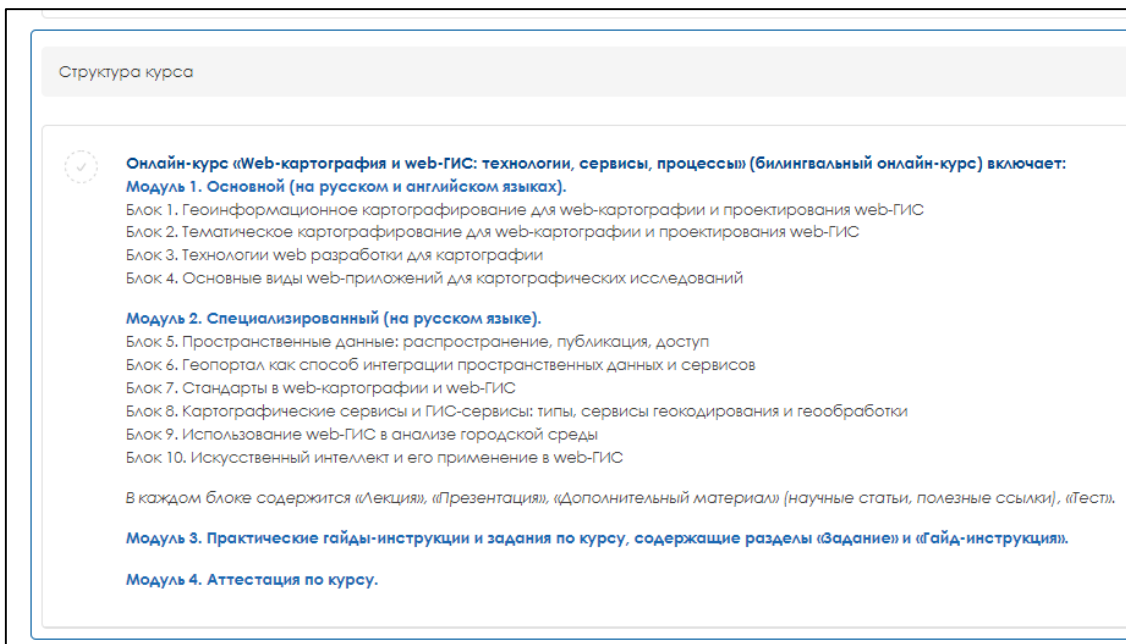 Структура курса
Онлайн-курс «Web-картография и web-ГИС: технологии, сервисы, процессы» (билингвальный онлайн-курс) включает:
Модуль 1. Основной (на русском и английском языках).
Блок 1. Геоинформационное картографирование для web-картографии и проектирования web-ГИС
Блок 2. Тематическое картографирование для web-картографии и проектирования web-ГИС
Блок 3. Технологии web разработки для картографии
Блок 4. Основные виды web-приложений для картографических исследований
Модуль 2. Специализированный (на русском языке).
Блок 5. Пространственные данные: распространение, публикация, доступ
Блок 6. Геопортал как способ интеграции пространственных данных и сервисов
Блок 7. Стандарты в web-картографии и web-ГИС
Блок 8. Картографические сервисы и ГИС-сервисы: типы, сервисы геокодирования и геообработки
Блок 9. Использование web-ГИС в анализе городской среды
Блок 10. Искусственный интеллект и его применение в web-ГИС
В каждом блоке содержится «Лекция», «Презентация», «Дополнительный материал» (научные статьи, полезные ссылки), «Тест».
Модуль 3. Практические гайды-инструкции и задания по курсу, содержащие разделы «Задание» и «Гайд-инструкция».
Модуль 4. Аттестация по курсу.